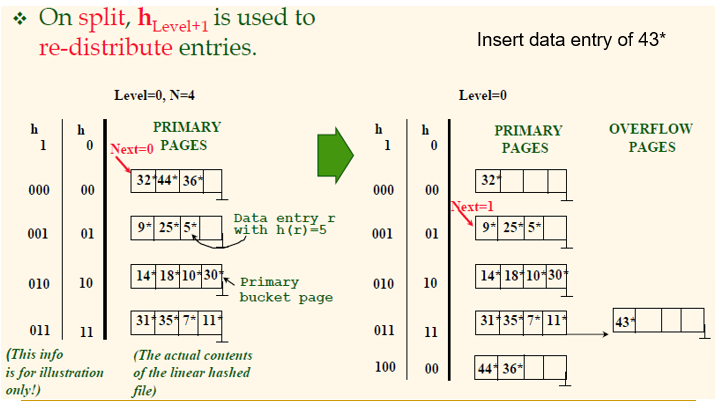 ❖ On split, hLevel+1 is used to
re-distribute entries.
Insert data entry of 43*
Level=0, N=4
h h PRIMARY
1 0 Next=0 PAGES
000 00 32* 44* 36*
001 01 9* 25* 5*
Data entry r
with h(r)=5
010 10 14* 18* 10* 30*
Primary
bucket page
011 11 31* 35* 7* 11*
(This info
is for illustration
only!)
(The actual contents
of the linear hashed
file)
Level=0
h h PRIMARY OVERFLOW
1 0 PAGES PAGES
000 00 32*
Next=1
001 01 9* 25* 5*
010 10 14* 18* 10* 30*
011 11 31* 35* 7* 11* 43*
100 00 44* 36*